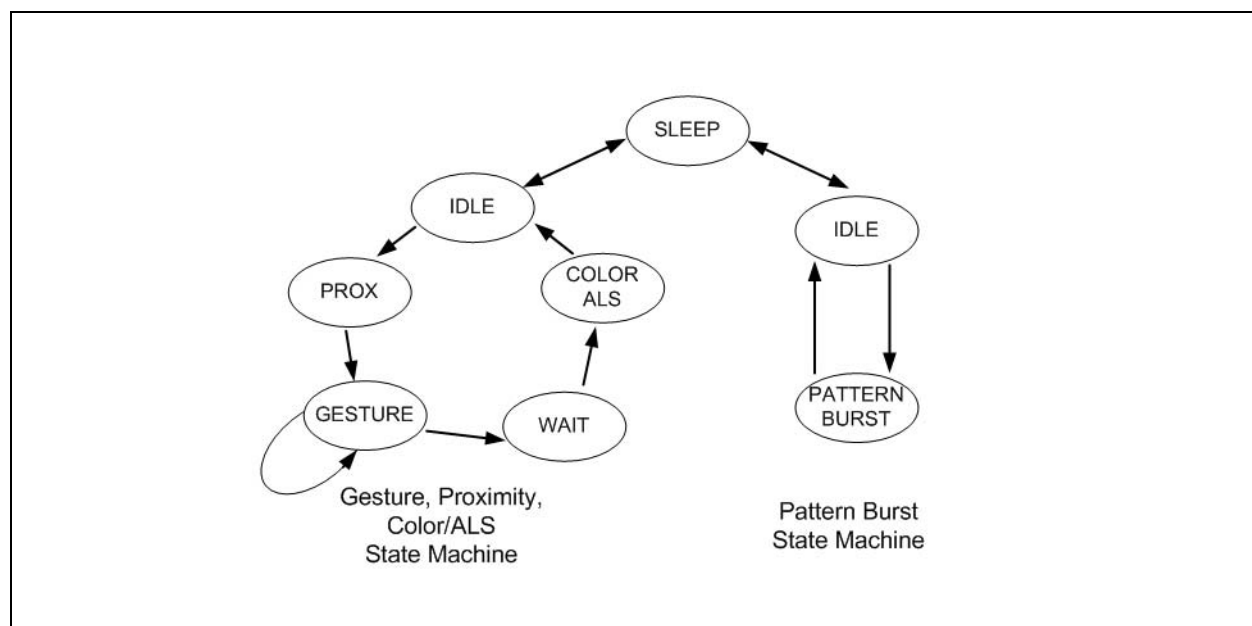 SLEEP
IDLE
IDLE
PROX
COLOR
ALS
GESTURE
WAIT
PATTERN
BURST
Gesture, Proximity,
Color/ALS
State Machine
Pattern Burst
State Machine